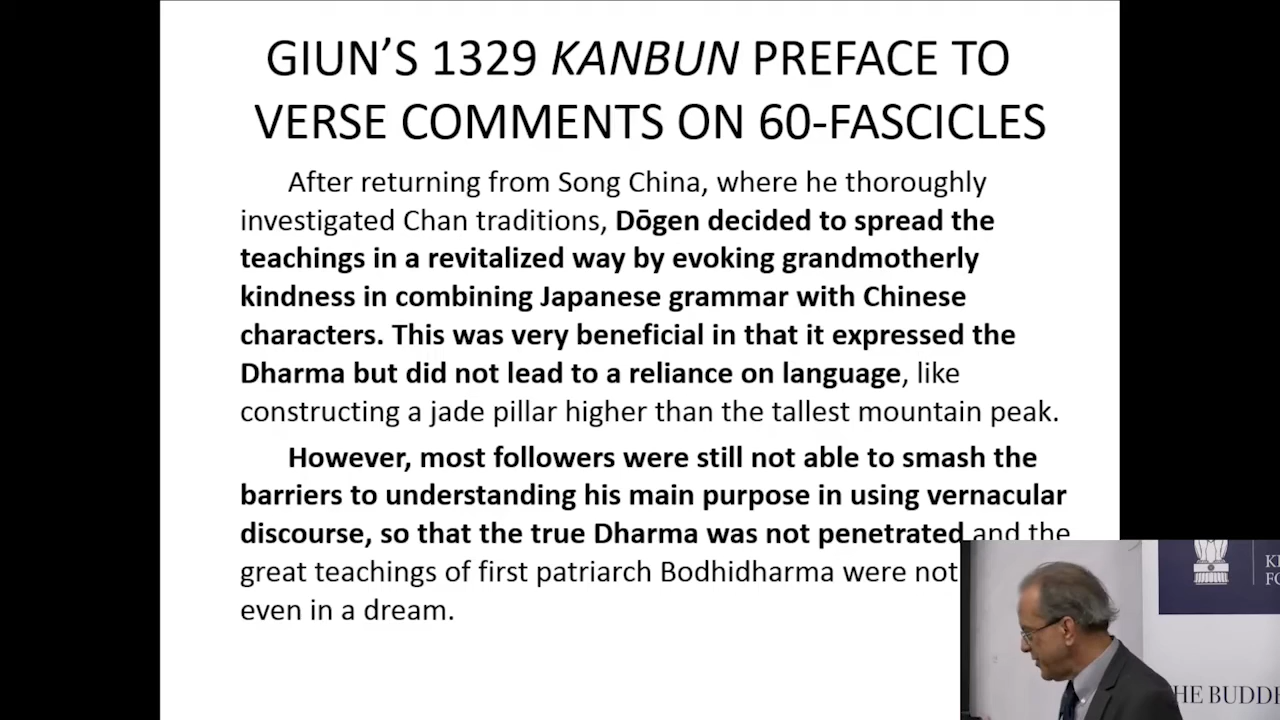 GIUN’S 1329 KANBUN PREFACE TO
VERSE COMMENTS ON 60-FASCICLES
After returning from Song China, where he thoroughly
investigated Chan traditions, Dōgen decided to spread the
teachings in a revitalized way by evoking grandmotherly
kindness in combining Japanese grammar with Chinese
characters. This was very beneficial in that it expressed the
Dharma but did not lead to a reliance on language, like
constructing a jade pillar higher than the tallest mountain peak.
However, most followers were still not able to smash the
barriers to understanding his main purpose in using vernacular
discourse, so that the true Dharma was not penetrated and the
great teachings of first patriarch Bodhidharma were not
even in a dream.
HE BUDD